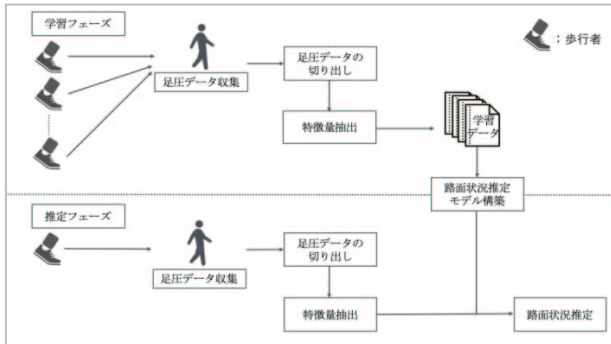 学習フェーズ
：歩行者
足圧データ収集
足圧データの
切り出し
特徴量抽出
学習
データ
路面状況推定
モデル構築
推定フェーズ
足圧データ収集
足圧データの
切り出し
特徴量抽出
路面状況推定